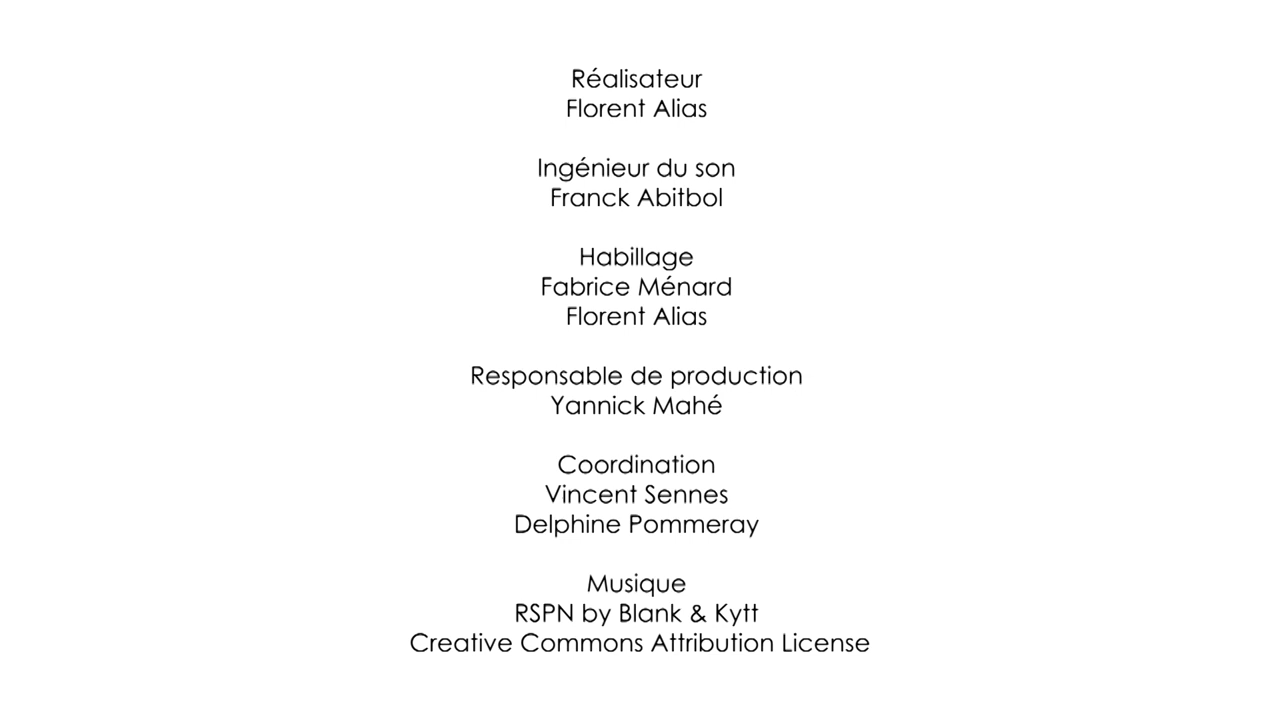 Réalisateur
Florent Alias
Ingénieur du son
Franck Abitbol
Habillage
Fabrice Ménard
Florent Alias
Responsable de production
Yannick Mahé
Coordination
Vincent Sennes
Delphine Pommeray
Musique
RSPN by Blank & Kytt
Creative Commons Attribution License